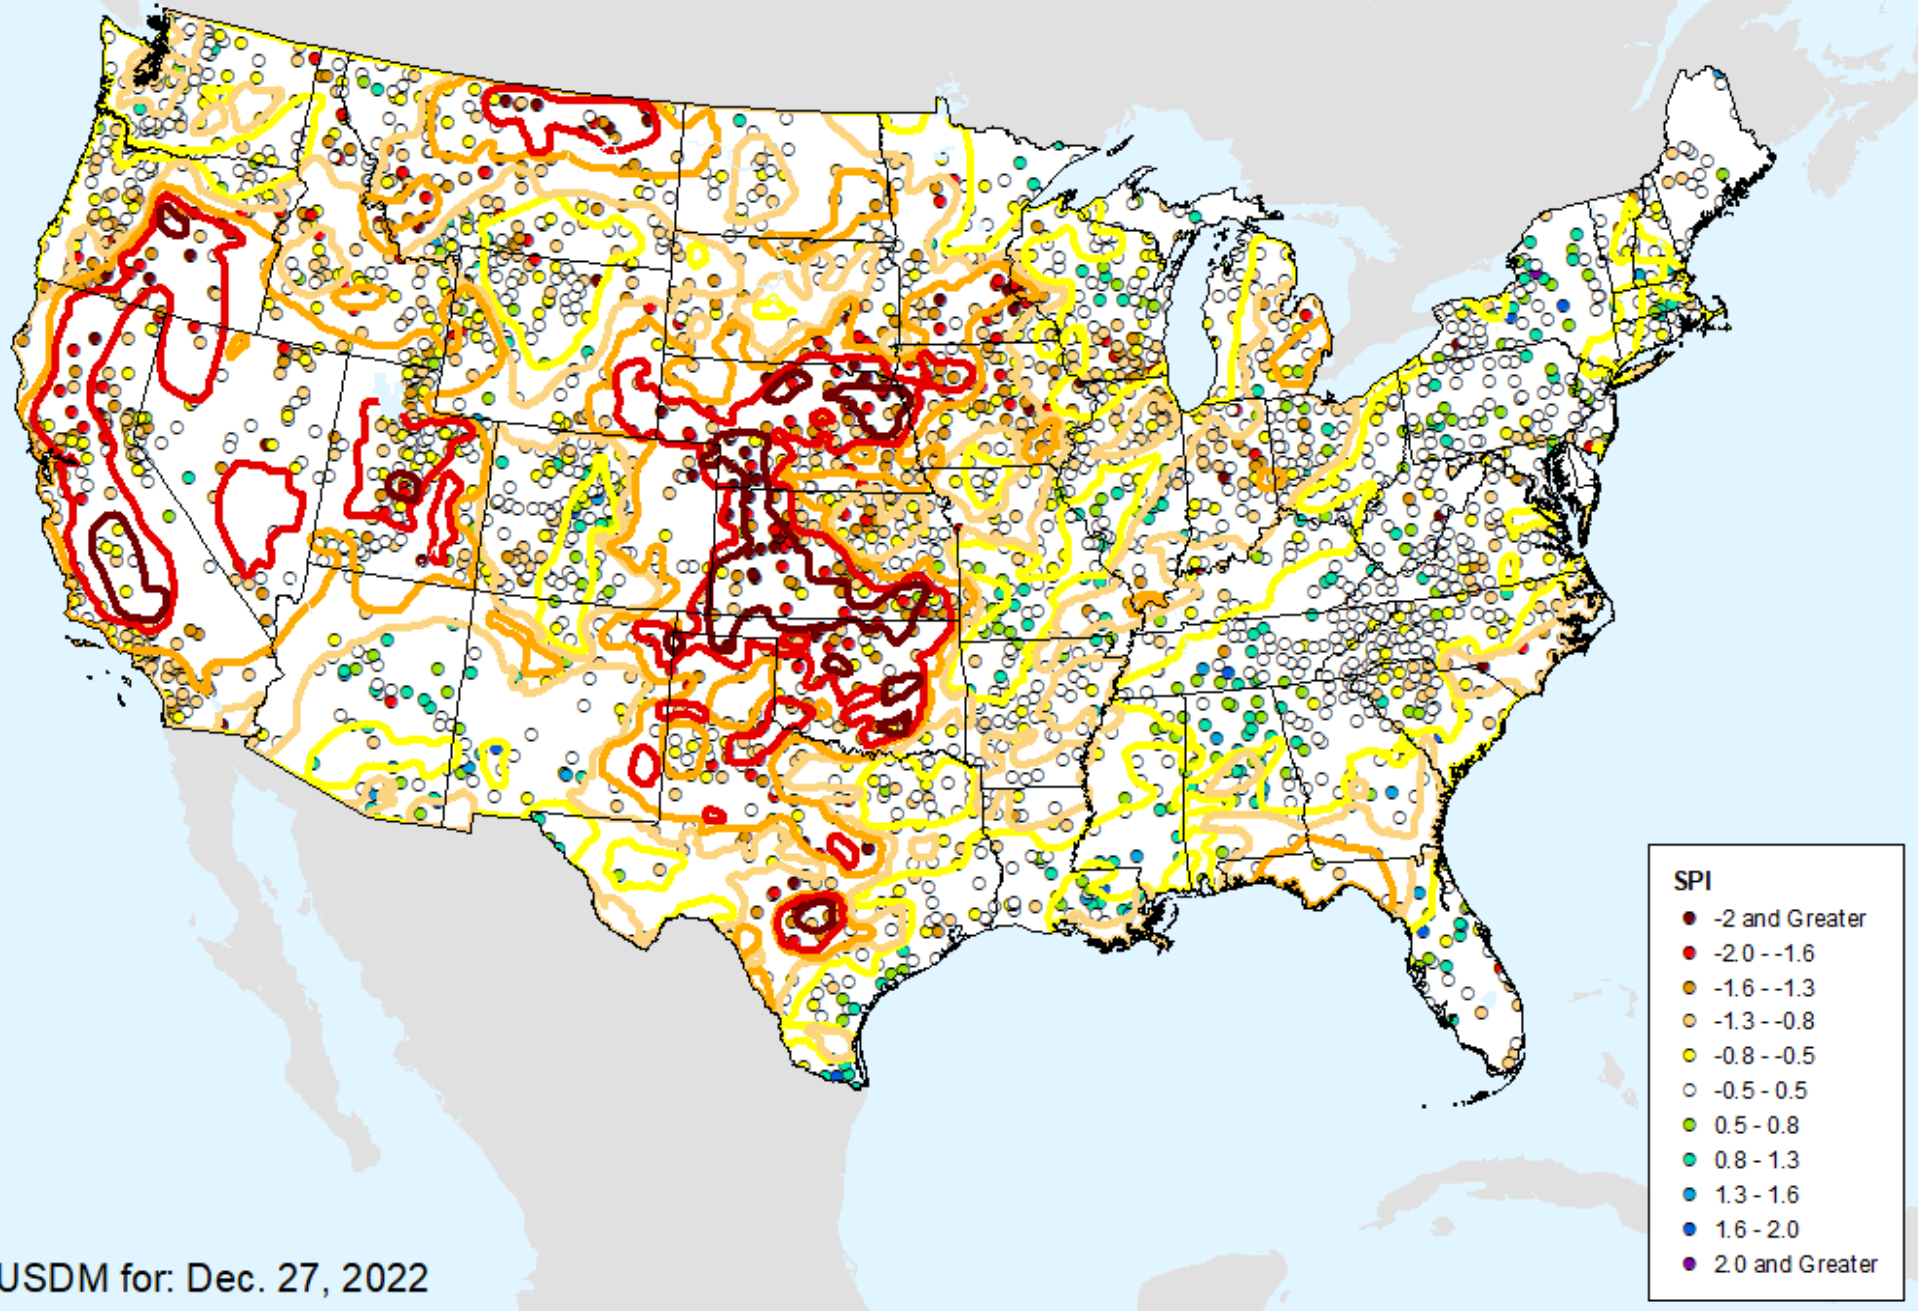 SPI
-2 and Greater
-2.0 - -1.6
-1.6 - -1.3
-1.3 - -0.8
-0.8 - -0.5
-0.5 - 0.5
0.5 - 0.8
0.8 - 1.3
1.3 - 1.6
1.6 - 2.0
2.0 and Greater
USDM for: Dec. 27, 2022